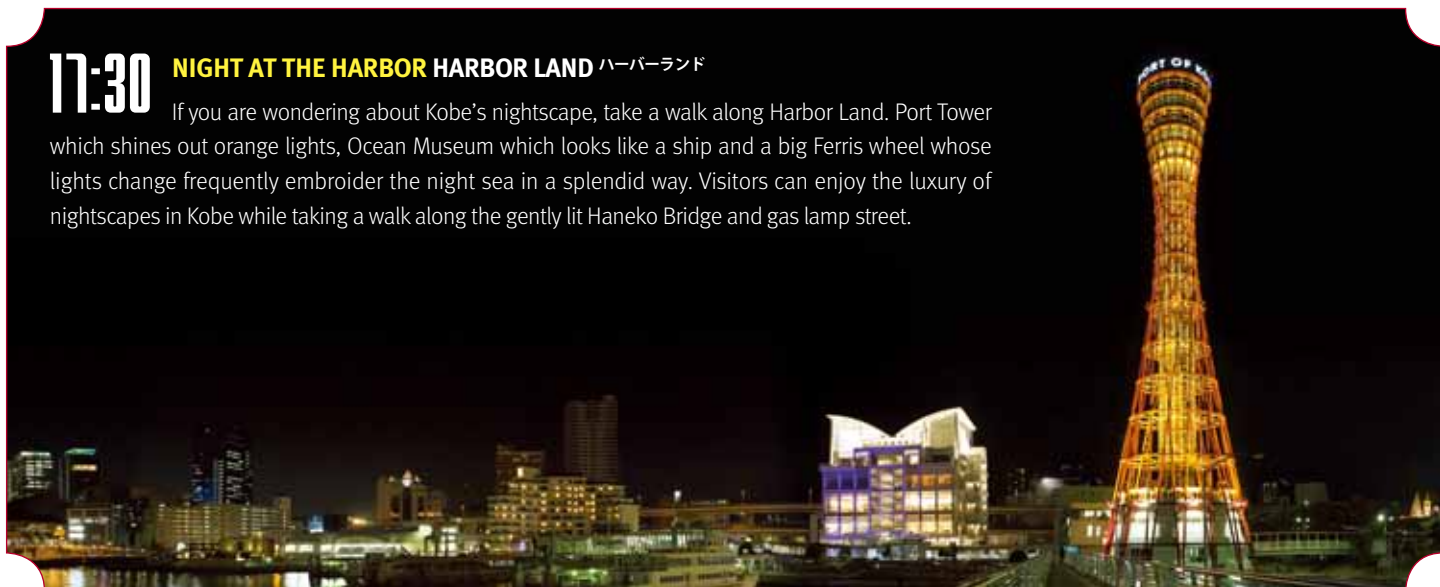 17:30
NIGHT AT THE HARBOR HARBOR LAND ハーバーランド
If you are wondering about Kobe’s nightscape, take a walk along Harbor Land. Port Tower
which shines out orange lights, Ocean Museum which looks like a ship and a big Ferris wheel whose
lights change frequently embroider the night sea in a splendid way. Visitors can enjoy the luxury of
nightscapes in Kobe while taking a walk along the gently lit Haneko Bridge and gas lamp street.
PORT OF